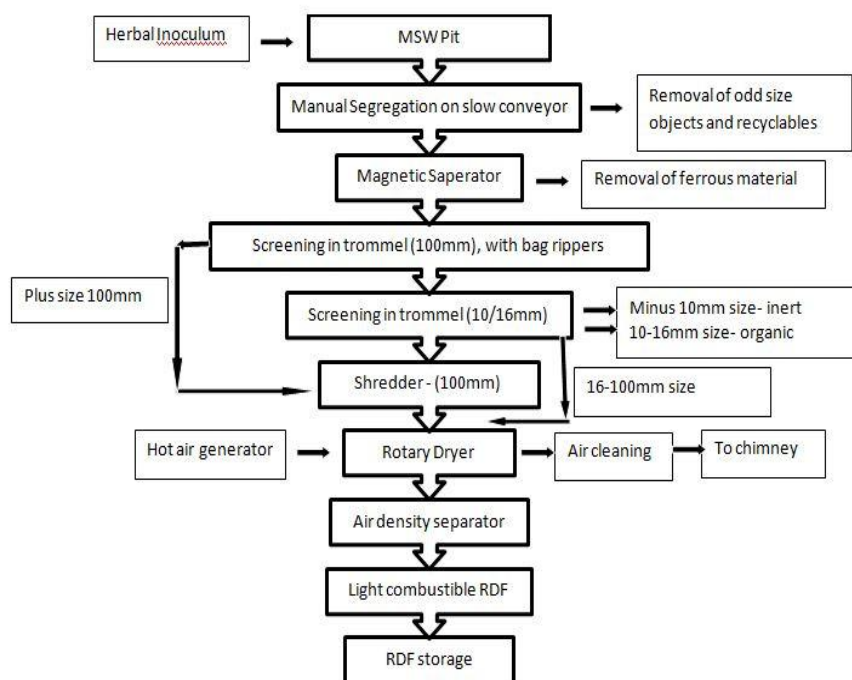 Herbal Inoculum
MSW Pit
Manual Segregation on slow conveyor
Removal of odd size
objects and recyclables
Magnetic Saperator
Removal of ferrous material
Screening in trommel (100mm), with bag rippers
Plus size 100mm
Screening in trommel (10/16mm)
Minus 10mm size- inert
10-16mm size- organic
Shredder - (100mm)
16-100mm size
Hot air generator
Rotary Dryer
Air cleaning
To chimney
Air density separator
Light combustible RDF
RDF storage